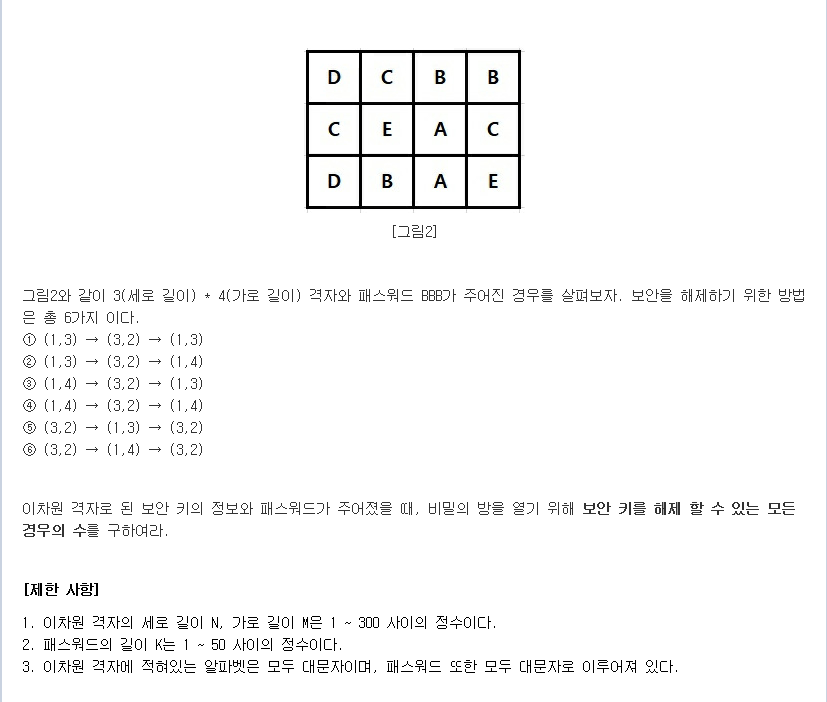 D C B B
C E A C
D B A E
[그림2]
그림2와 같이 3(세로 길이) * 4(가로 길이) 격자와 패스워드 BBB가 주어진 경우를 살펴보자. 보안을 해제하기 위한 방법
은 총 6가지 이다.
① (1,3) → (3,2) → (1,3)
② (1,3) → (3,2) → (1,4)
③ (1,4) → (3,2) → (1,3)
④ (1,4) → (3,2) → (1,4)
⑤ (3,2) → (1,3) → (3,2)
⑥ (3,2) → (1,4) → (3,2)
이차원 격자로 된 보안 키의 정보와 패스워드가 주어졌을 때, 비밀의 방을 열기 위해 보안 키를 해제 할 수 있는 모든
경우의 수를 구하여라.
[제한 사항]
1. 이차원 격자의 세로 길이 N, 가로 길이 M은 1 ~ 300 사이의 정수이다.
2. 패스워드의 길이 K는 1 ~ 50 사이의 정수이다.
3. 이차원 격자에 적혀있는 알파벳은 모두 대문자이며, 패스워드 또한 모두 대문자로 이루어져 있다.